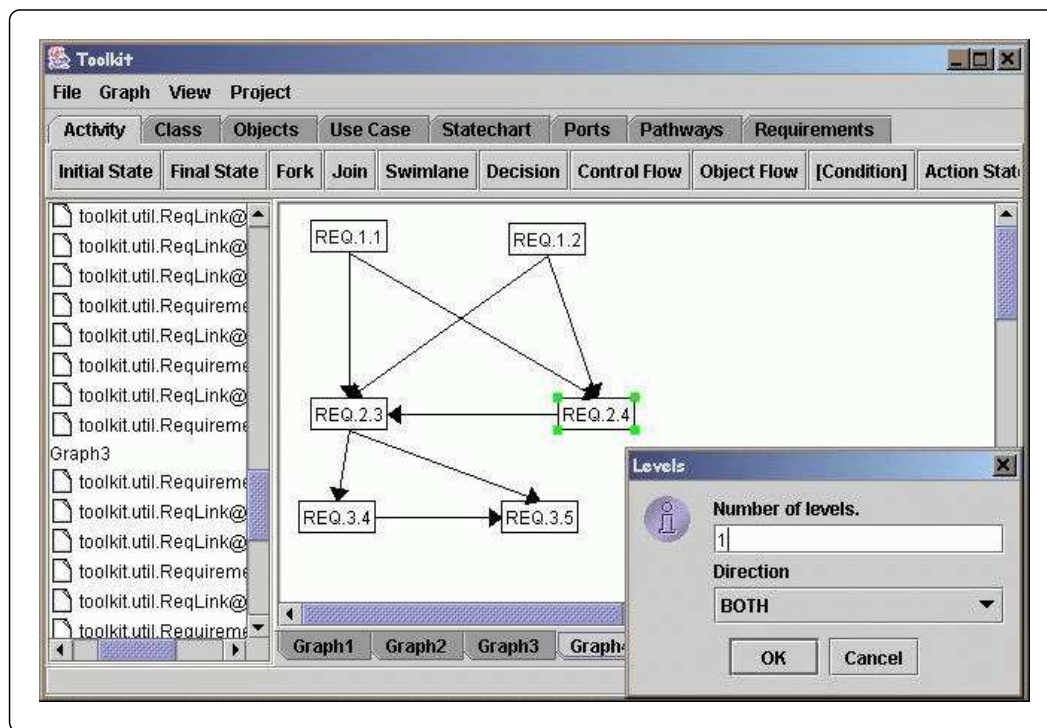 Toolkit
File Graph View Project
Activity Class Objects Use Case Statechart Ports Pathways Requirements
Initial State Final State Fork Join Swimlane Decision Control Flow Object Flow [Condition] Action Stat
toolkit.util.ReqLink@
toolkit.util.ReqLink@
toolkit.util.ReqLink@
toolkit.util.Requireme
toolkit.util.ReqLink@
toolkit.util.Requireme
toolkit.util.ReqLink@
toolkit.util.Requireme
Graph3
toolkit.util.Requireme
toolkit.util.ReqLink@
toolkit.util.ReqLink@
toolkit.util.Requireme
toolkit.util.ReqLink@
toolkit.util.Requireme
REQ.1.1 REQ.1.2
REQ.2.3 REQ.2.4
REQ.3.4 REQ.3.5
Graph1 Graph2 Graph3 Graph4
Levels
Number of levels.
1
Direction
BOTH
OK Cancel